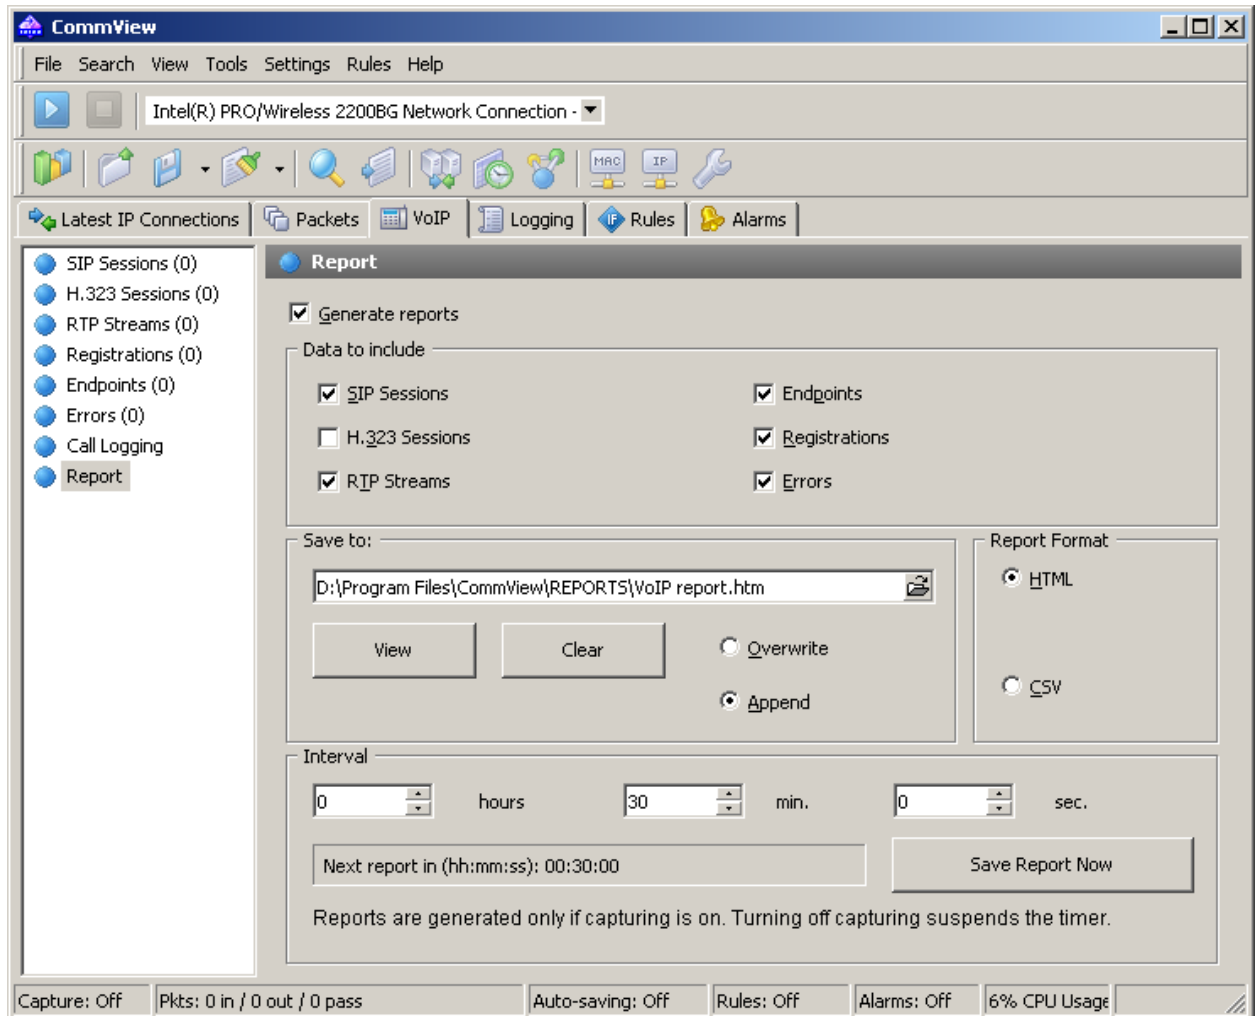 CommView
File Search View Tools Settings Rules Help
Intel(R) PRO/Wireless 2200BG Network Connection -
MAC IP
Latest IP Connections Packets VoIP Logging IF Rules Alarms
SIP Sessions (0)
H.323 Sessions (0)
RTP Streams (0)
Registrations (0)
Endpoints (0)
Errors (0)
Call Logging
Report
Report
Generate reports
Data to include
SIP Sessions Endpoints
H.323 Sessions Registrations
RTP Streams Errors
Save to:
D:\Program Files\CommView\REPORTS\VoIP report.htm
View Clear Overwrite
Append
Report Format
HTML
CSV
Interval
0 hours 30 min. 0 sec.
Next report in (hh:mm:ss): 00:30:00 Save Report Now
Reports are generated only if capturing is on. Turning off capturing suspends the timer.
Capture: Off Pkts: 0 in / 0 out / 0 pass Auto-saving: Off Rules: Off Alarms: Off 6% CPU Usage